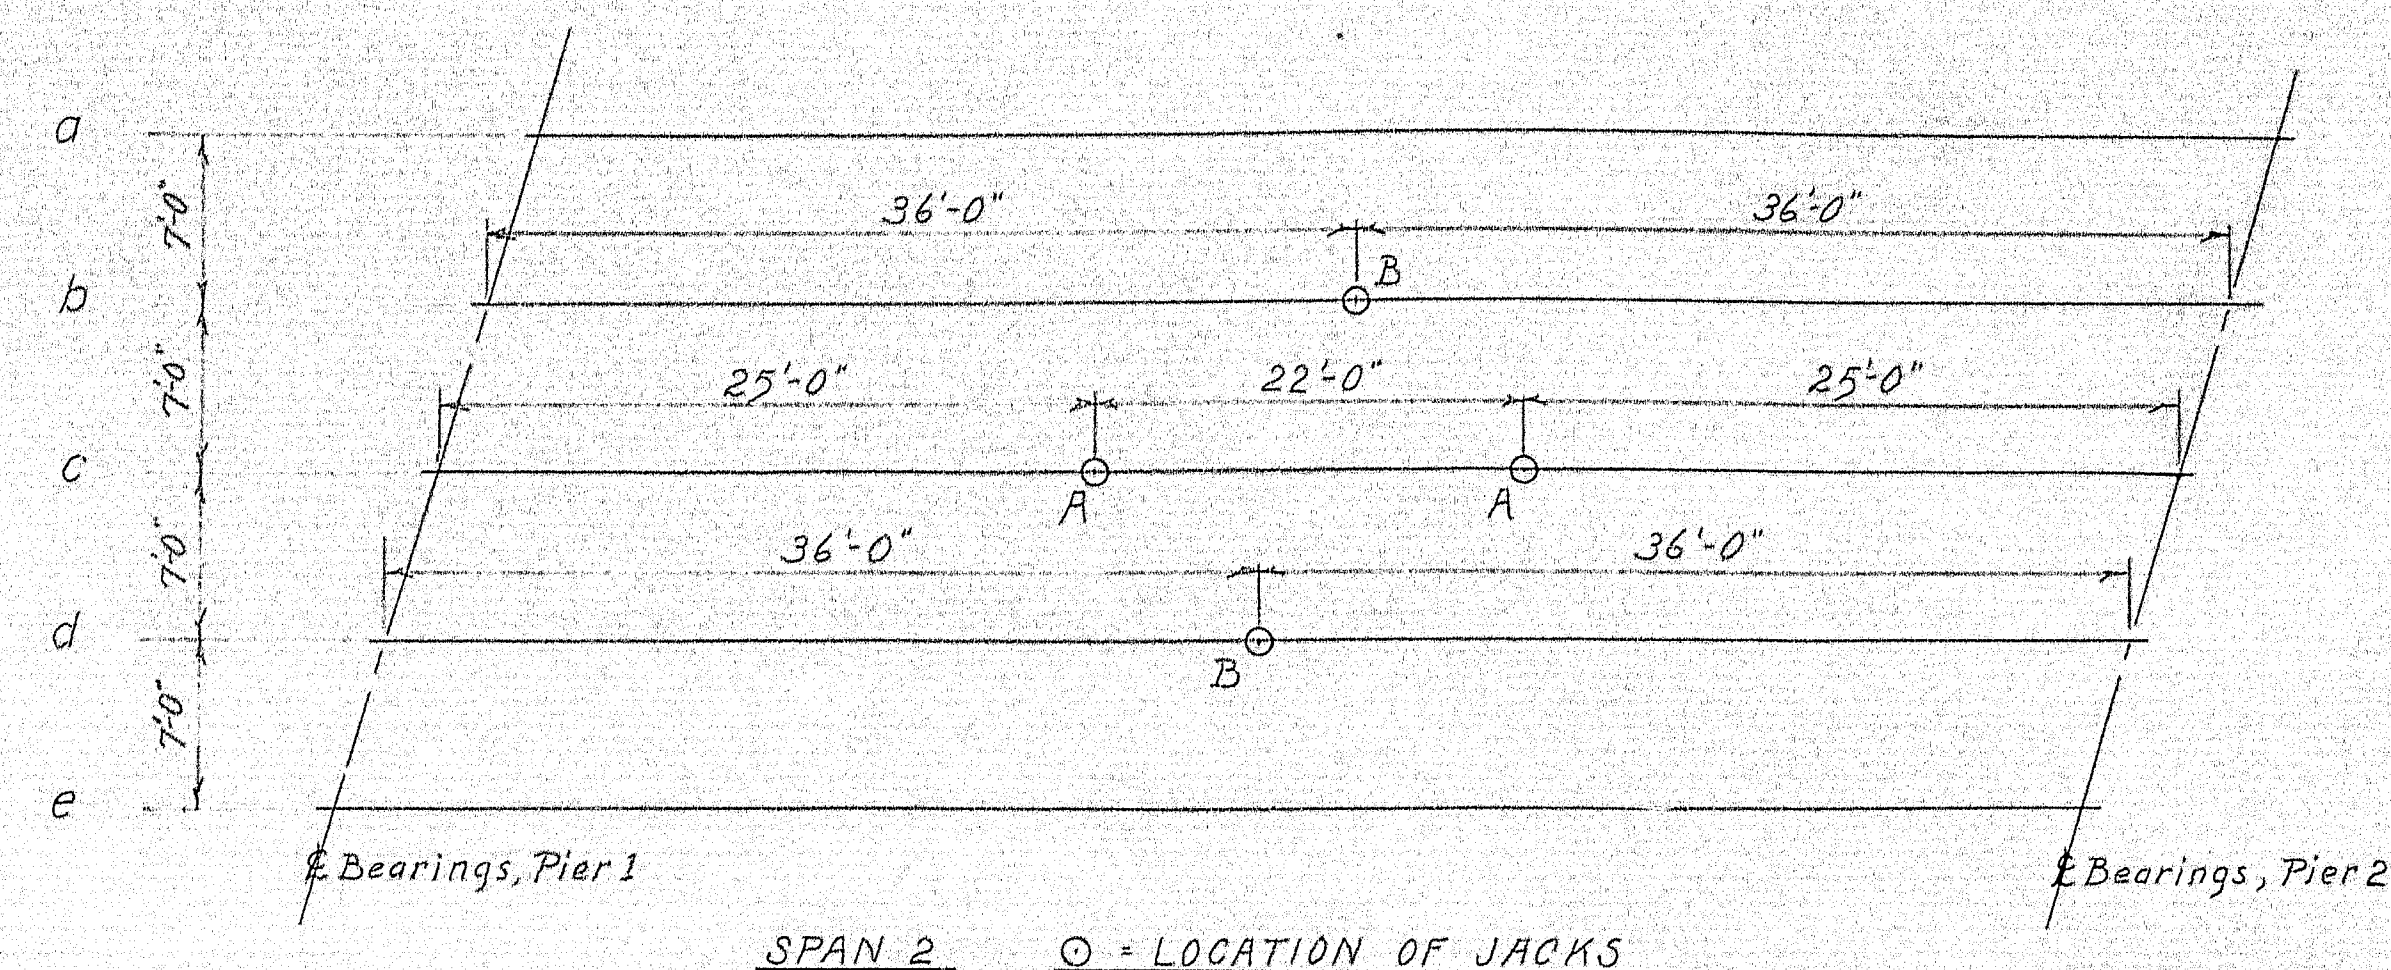 a
7'-0"
36'-0" 36'-0"
B
b
7'-0"
25'-0" 22'-0" 25'-0"
c
A A
7'-0"
36'-0" 36'-0"
d
B
7'-0"
e
℄ Bearings, Pier 1 ℄ Bearings, Pier 2
SPAN 2 ⊙ = LOCATION OF JACKS